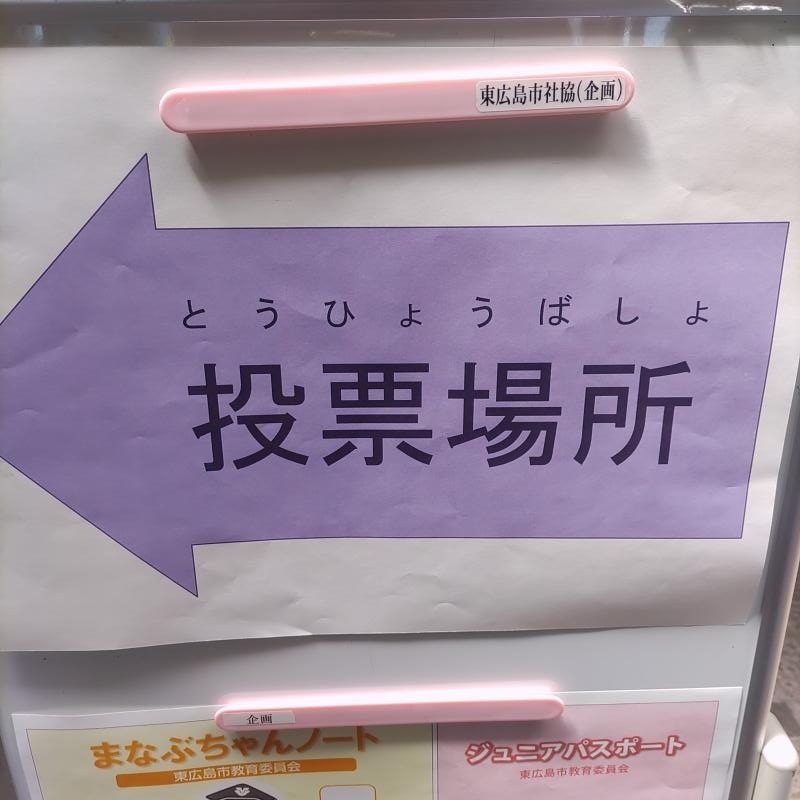 東広島市社協(企画)
とうひょうばしょ
投票場所
企画
まなぶちゃんノート
東広島市教育委員会
ジュニアパスポート
東広島市教育委員会